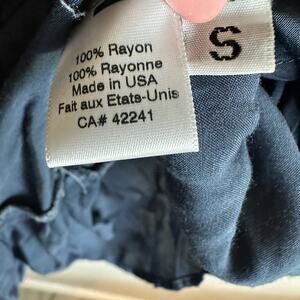 100% Rayon
100% Rayonne
Made in USA
Fait aux Etats-Unis
CA# 42241
S